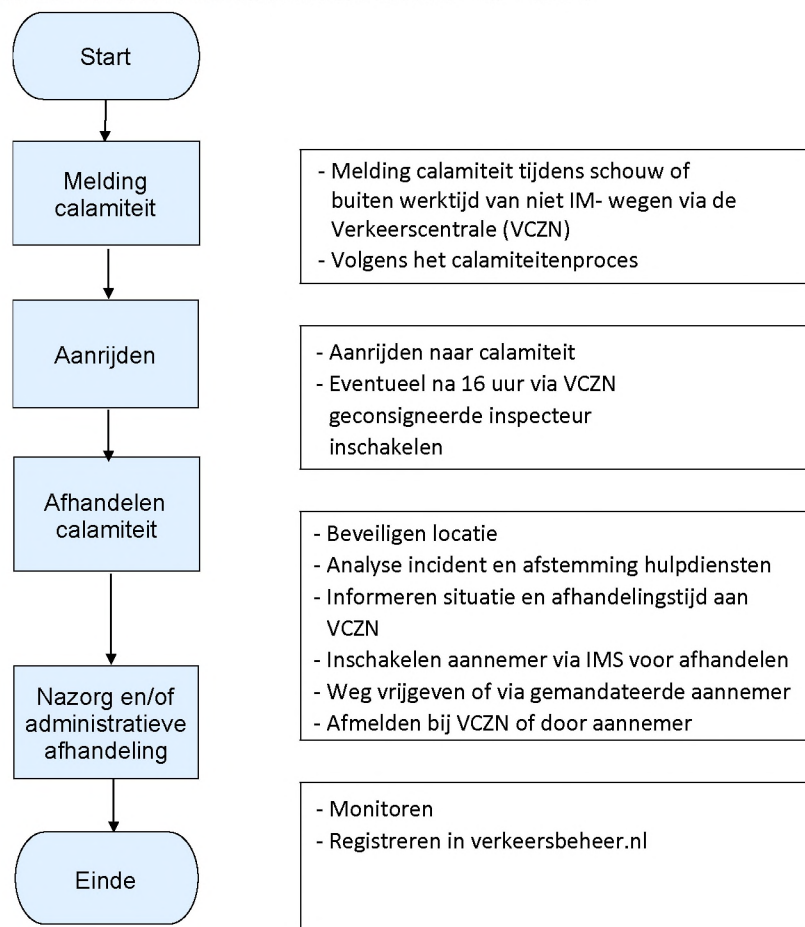 Start
Melding
calamiteit
- Melding calamiteit tijdens schouw of
buiten werktijd van niet IM- wegen via de
Verkeerscentrale (VCZN)
- Volgens het calamiteitenproces
Aanrijden
- Aanrijden naar calamiteit
- Eventueel na 16 uur via VCZN
geconsigneerde inspecteur
inschakelen
Afhandelen
calamiteit
- Beveiligen locatie
- Analyse incident en afstemming hulpdiensten
- Informeren situatie en afhandelingstijd aan
VCZN
- Inschakelen aannemer via IMS voor afhandelen
- Weg vrijgeven of via gemandateerde aannemer
- Afmelden bij VCZN of door aannemer
Nazorg en/of
administratieve
afhandeling
- Monitoren
- Registreren in verkeersbeheer.nl
Einde